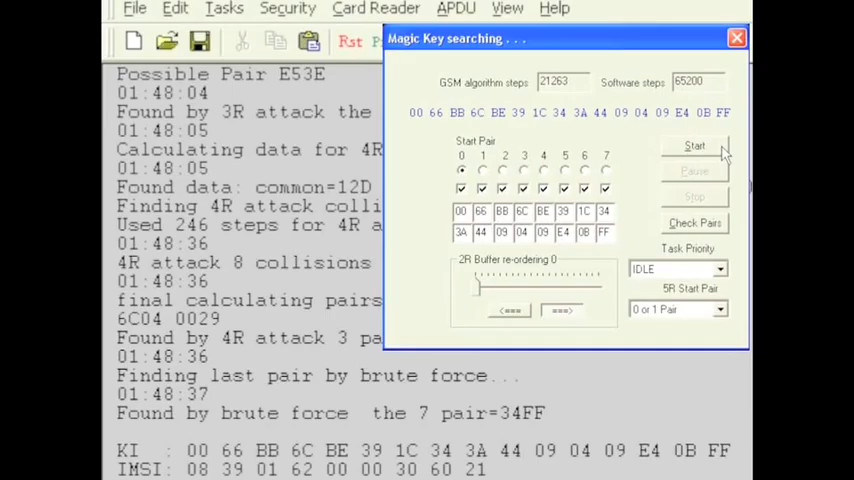 File Edit Tasks Security Card Reader APDU View Help
Rst
Magic Key searching . . .
Possible Pair E53E
01:48:04
Found by 3R attack the
01:48:05
Calculating data for 4R
01:48:05
Found data: common=12D
Finding 4R attack colli
Used 246 steps for 4R a
01:48:36
4R attack 8 collisions
01:48:36
final calculating pairs
6C04 0029
Found by 4R attack 3 pa
01:48:36
Finding last pair by brute force...
01:48:37
Found by brute force the 7 pair=34FF
KI : 00 66 BB 6C BE 39 1C 34 3A 44 09 04 09 E4 0B FF
IMSI: 08 39 01 62 00 00 30 60 21
GSM algorithm steps 21263 Software steps 65200
00 66 BB 6C BE 39 1C 34 3A 44 09 04 09 E4 0B FF
Start Pair
0 1 2 3 4 5 6 7
00 66 BB 6C BE 39 1C 34
3A 44 09 04 09 E4 0B FF
2R Buffer re-ordering 0
<=== ===>
Start
Pause
Stop
Check Pairs
Task Priority
IDLE
5R Start Pair
0 or 1 Pair